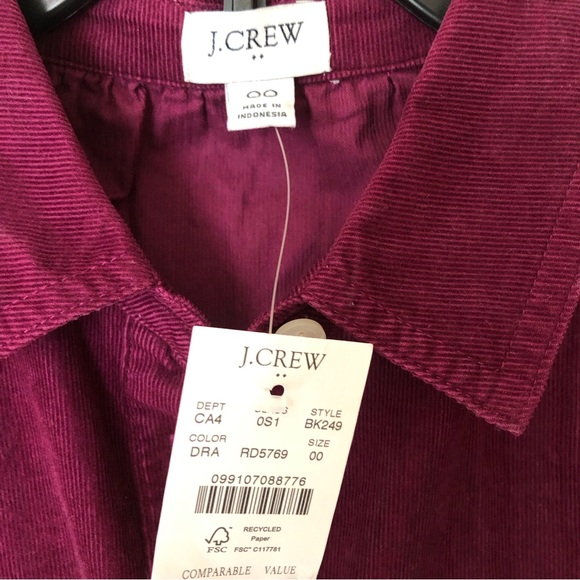 J.CREW
00
MADE IN
INDONESIA
J.CREW
DEPT STYLE
CA4 0S1 BK249
COLOR SIZE
DRA RD5769 00
099107088776
RECYCLED
Paper
FSC FSC® C117781
COMPARABLE VALUE